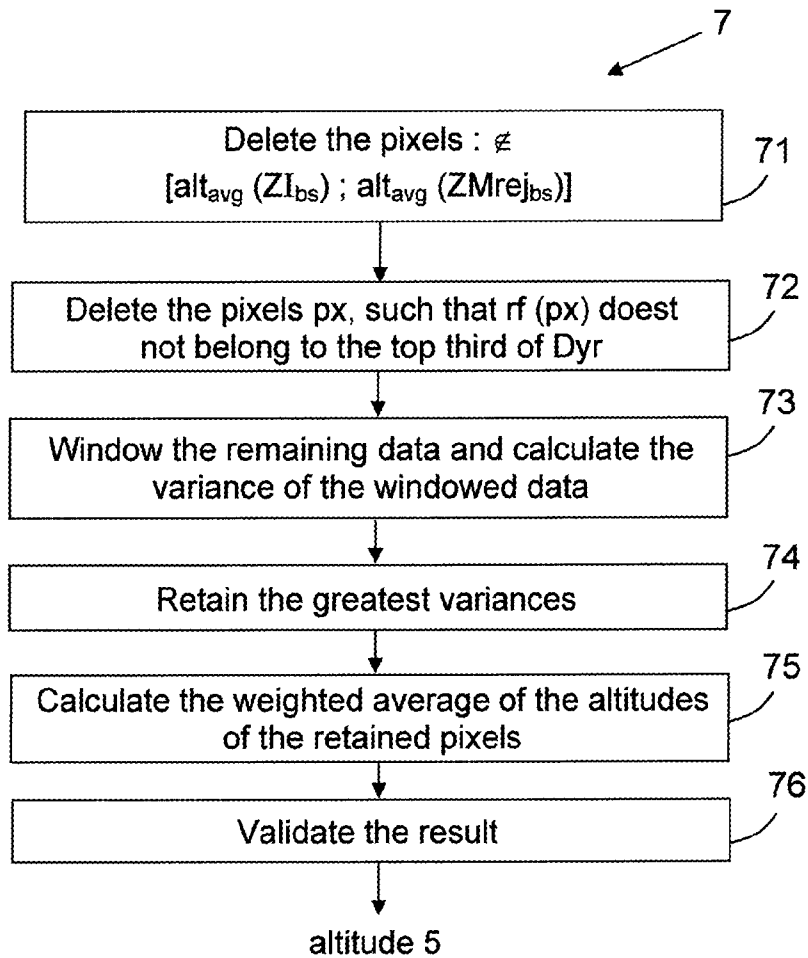 7
Delete the pixels : ∉
[alt_avg (ZI_bs) ; alt_avg (ZMrej_bs)]
71
Delete the pixels px, such that rf (px) doest
not belong to the top third of Dyr
72
Window the remaining data and calculate the
variance of the windowed data
73
Retain the greatest variances
74
Calculate the weighted average of the altitudes
of the retained pixels
75
Validate the result
76
altitude 5